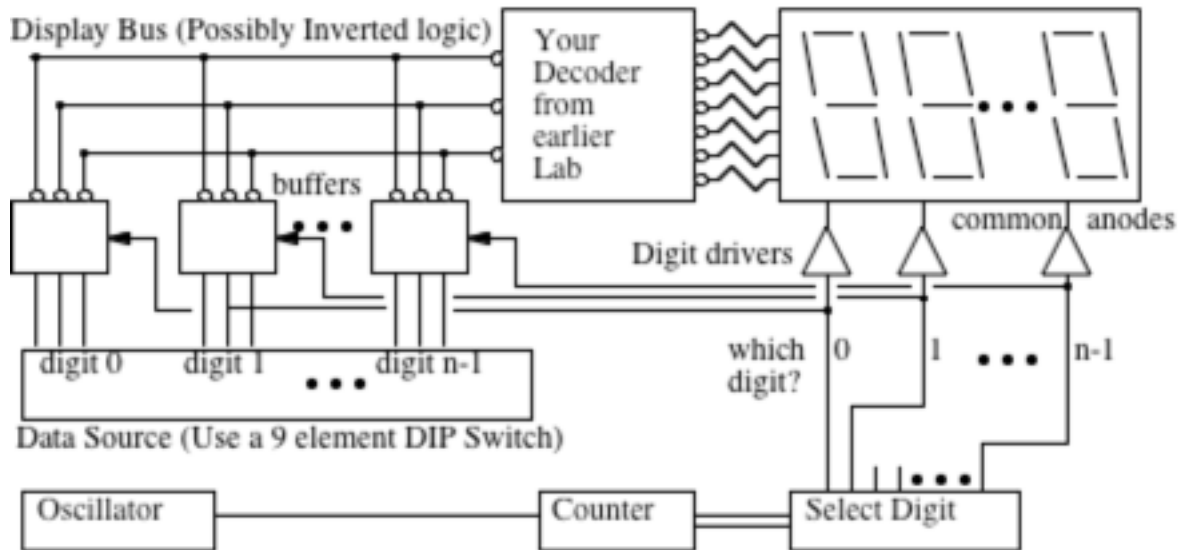 Display Bus (Possibly Inverted logic)
Your
Decoder
from
earlier
Lab
buffers
common anodes
Digit drivers
digit 0
digit 1
digit n-1
which
digit?
0
1
n-1
Data Source (Use a 9 element DIP Switch)
Oscillator
Counter
Select Digit